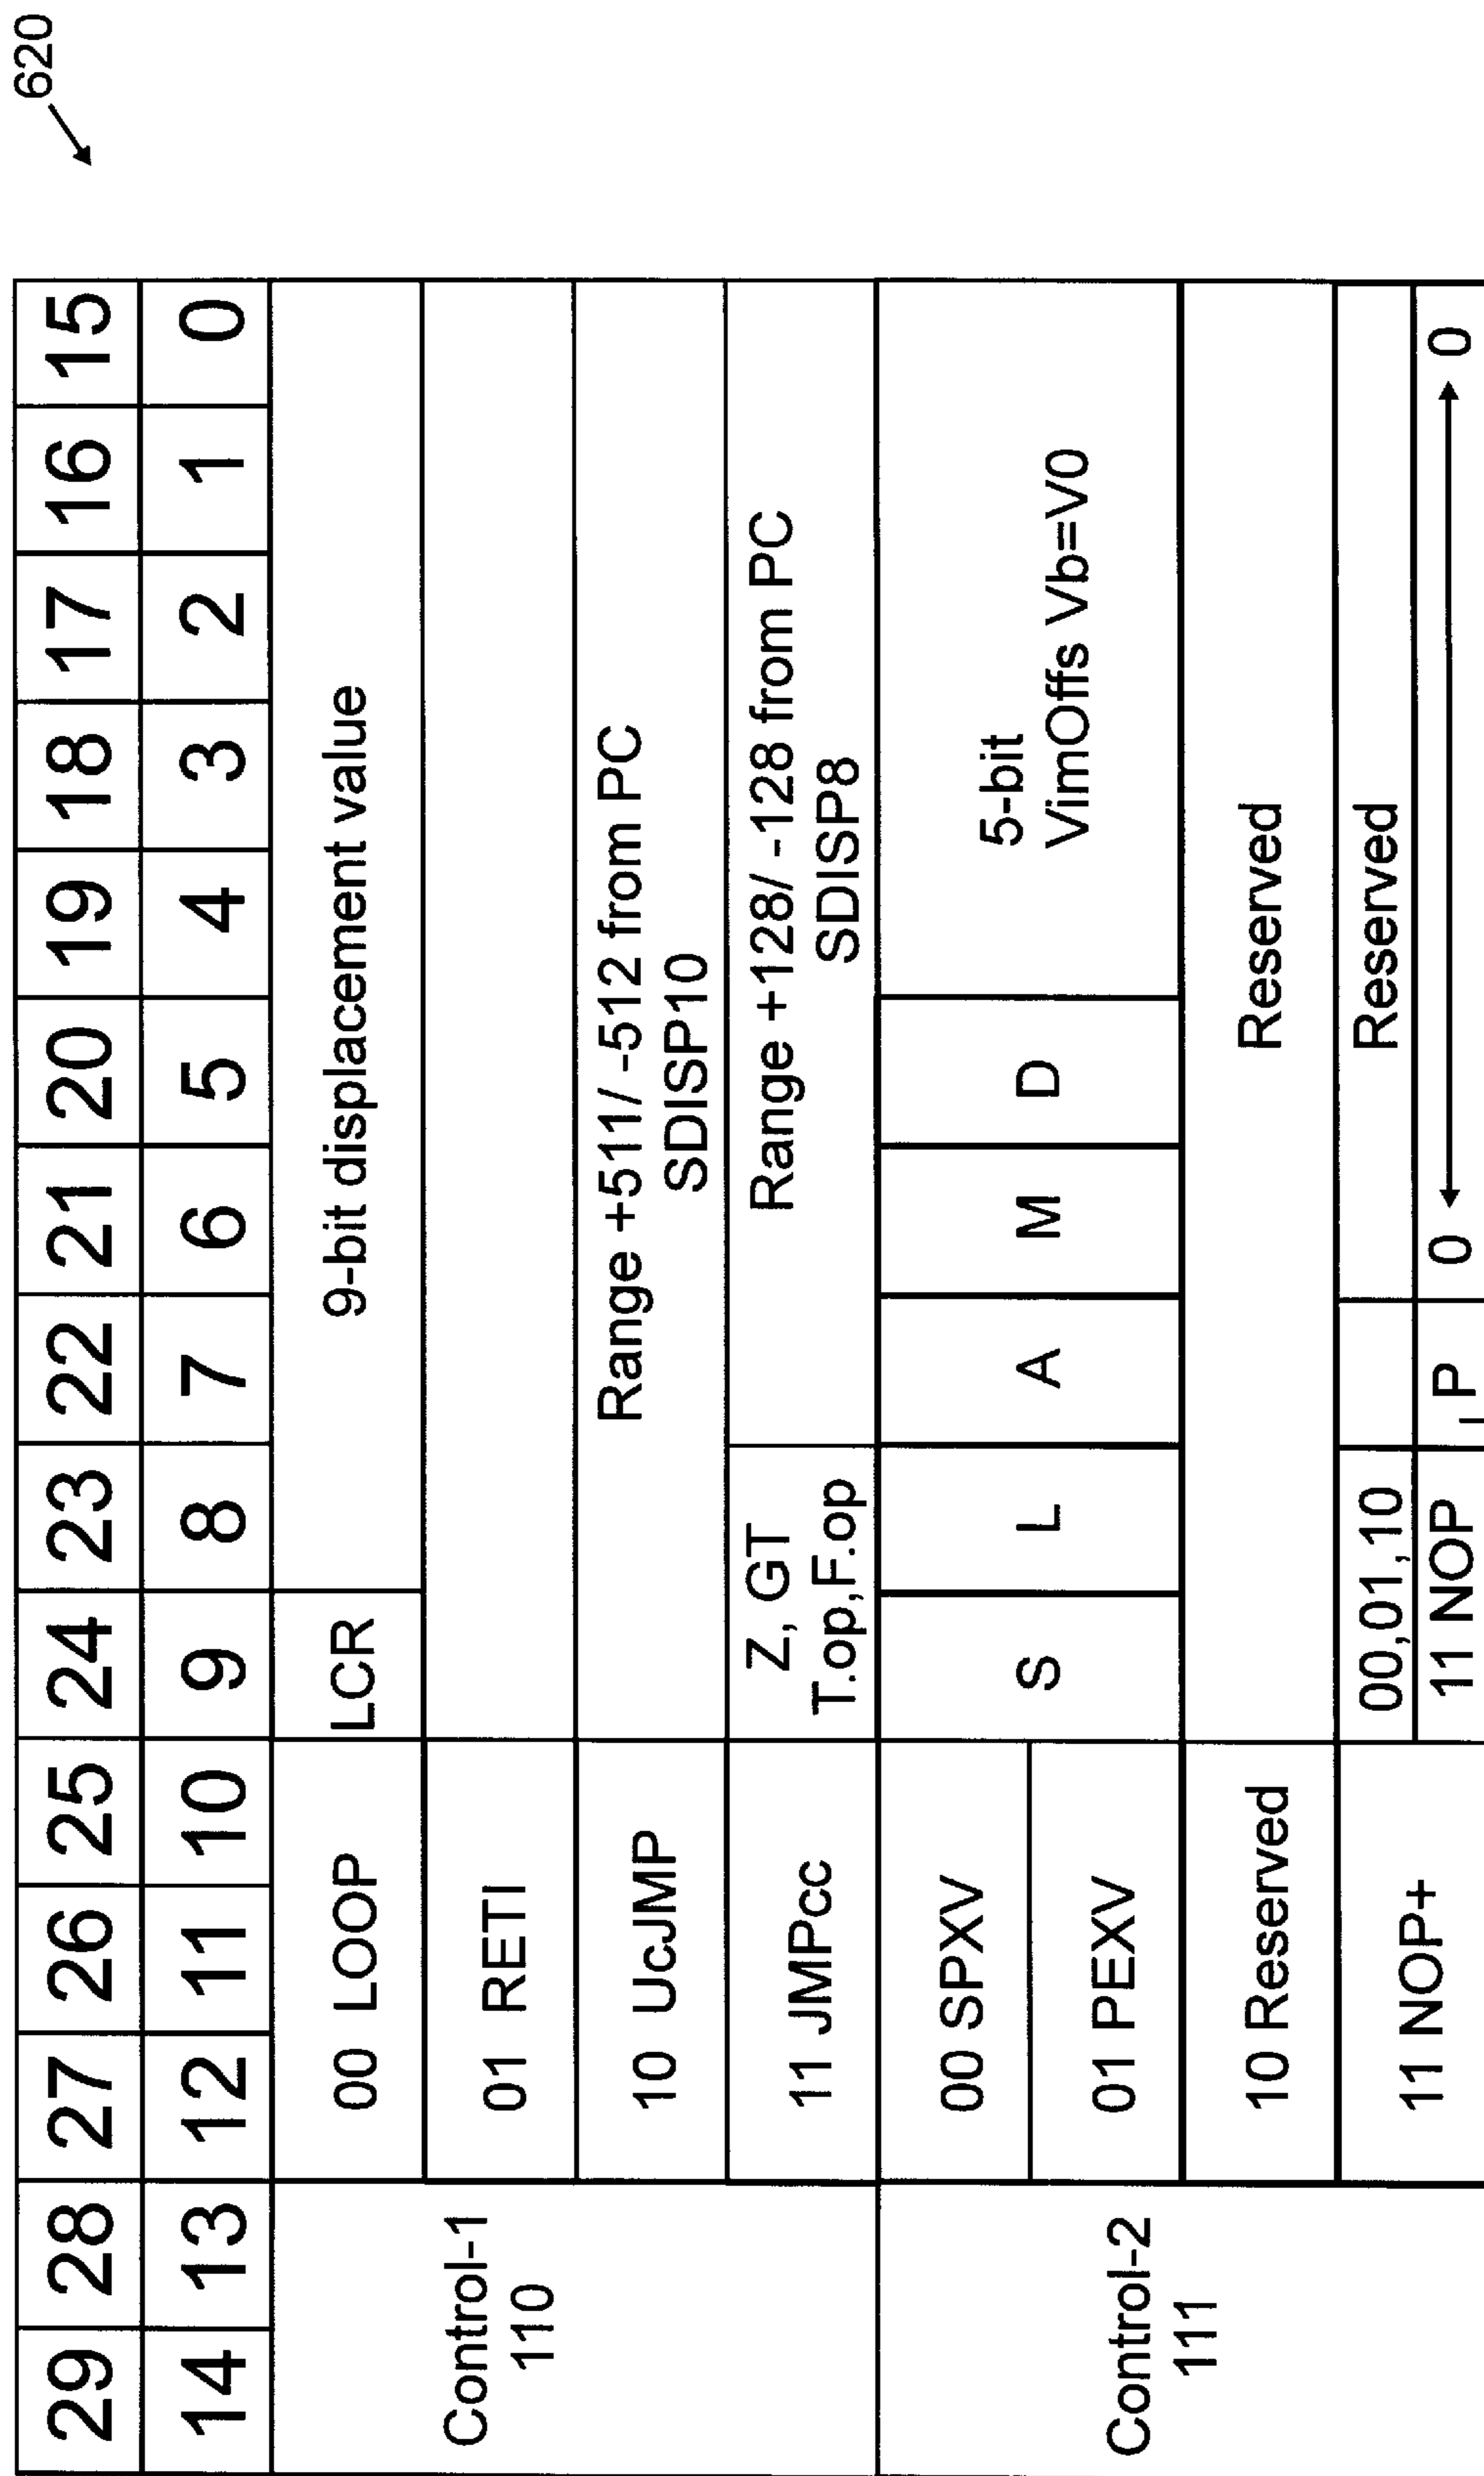 620
29 28 27 26 25 24 23 22 21 20 19 18 17 16 15
14 13 12 11 10 9 8 7 6 5 4 3 2 1 0
Control-1
110
00 LOOP
LCR
9-bit displacement value
01 RETI
10 UcJMP
Range +511/ -512 from PC
SDISP10
11 JMPcc
Z, GT
T.op,F.op
Range +128/ -128 from PC
SDISP8
Control-2
111
00 SPXV
01 PEXV
S L A M D
5-bit
VimOffs Vb=V0
10 Reserved
Reserved
11 NOP+
00,01,10
Reserved
11 NOP
P
0 0